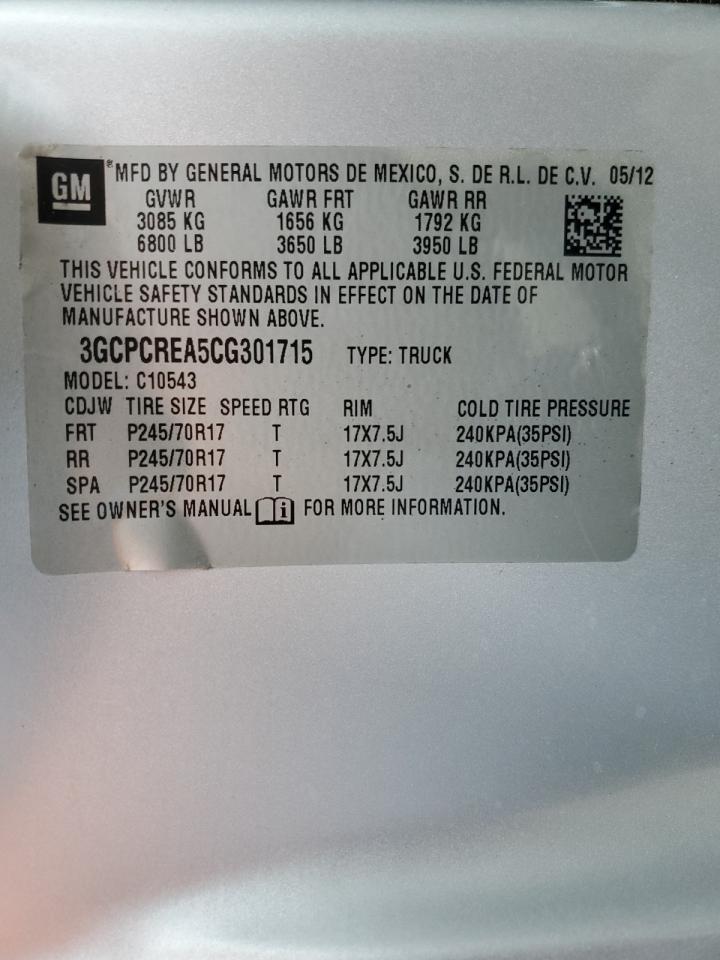 GM ®MFD BY GENERAL MOTORS DE MEXICO, S. DE R.L. DE C.V. 05/12
GVWR GAWR FRT GAWR RR
3085 KG 1656 KG 1792 KG
6800 LB 3650 LB 3950 LB
THIS VEHICLE CONFORMS TO ALL APPLICABLE U.S. FEDERAL MOTOR
VEHICLE SAFETY STANDARDS IN EFFECT ON THE DATE OF
MANUFACTURE SHOWN ABOVE.
3GCPCREA5CG301715 TYPE: TRUCK
MODEL: C10543
CDJW TIRE SIZE SPEED RTG RIM COLD TIRE PRESSURE
FRT P245/70R17 T 17X7.5J 240KPA(35PSI)
RR P245/70R17 T 17X7.5J 240KPA(35PSI)
SPA P245/70R17 T 17X7.5J 240KPA(35PSI)
SEE OWNER'S MANUAL i FOR MORE INFORMATION.